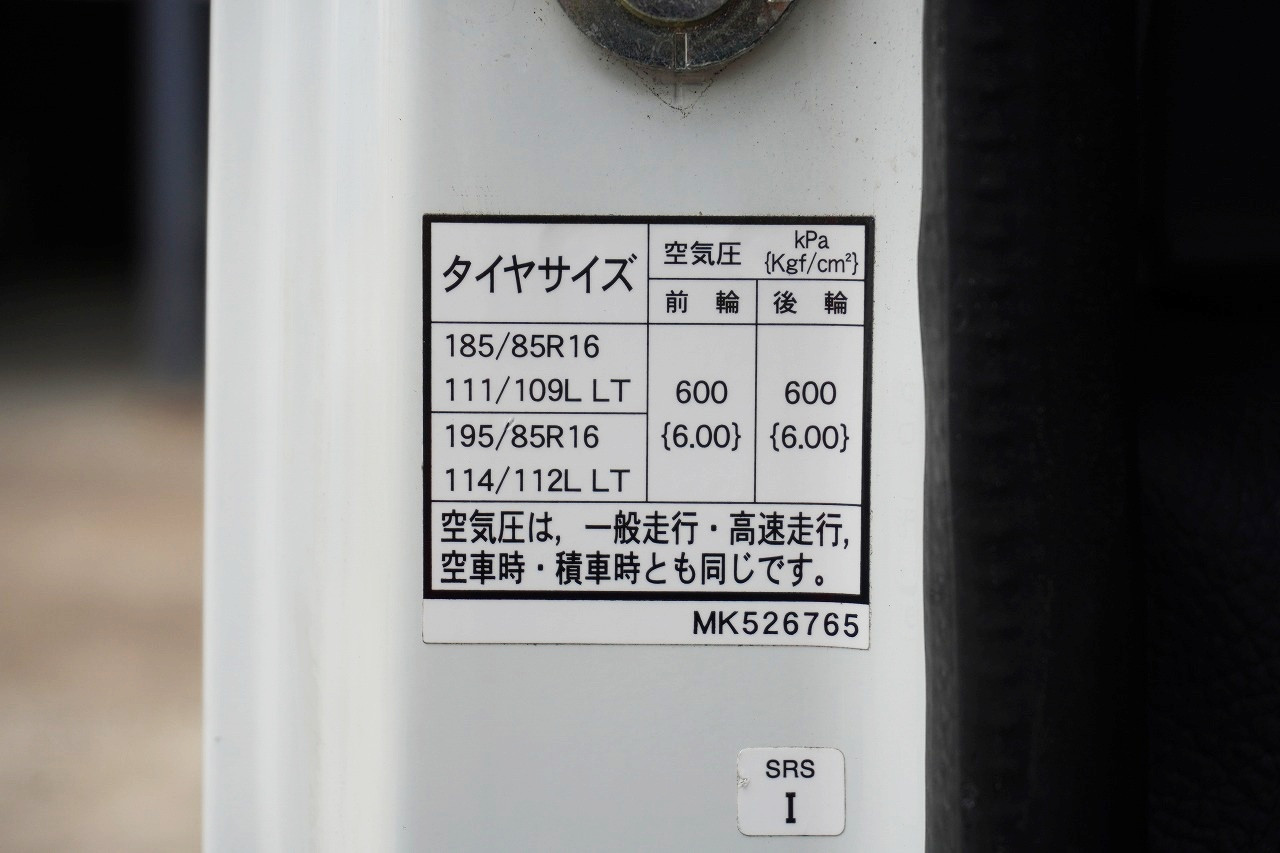 タイヤサイズ
空気圧 kPa
{Kgf/cm²}
前輪 後輪
185/85R16
111/109L LT
195/85R16
114/112L LT
600 600
{6.00} {6.00}
空気圧は, 一般走行・高速走行,
空車時・積車時とも同じです。
MK526765
SRS
I